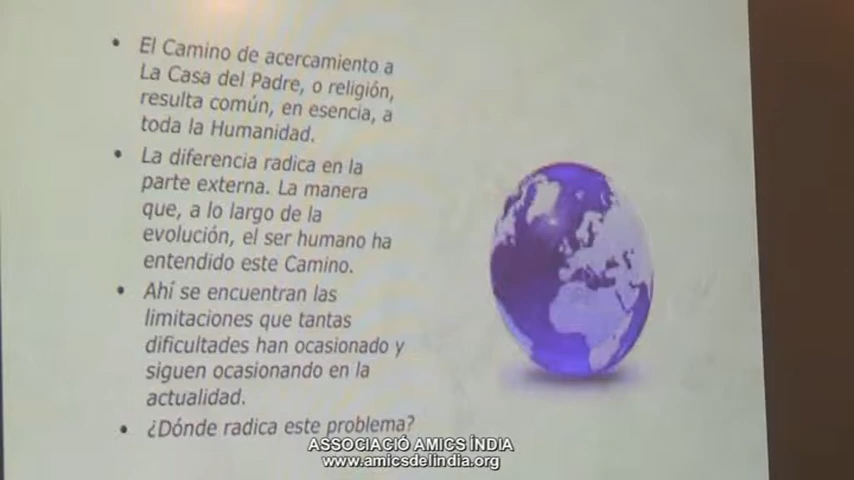 • El Camino de acercamiento a
La Casa del Padre, o religión,
resulta común, en esencia, a
toda la Humanidad.
• La diferencia radica en la
parte externa. La manera
que, a lo largo de la
evolución, el ser humano ha
entendido este Camino.
• Ahí se encuentran las
limitaciones que tantas
dificultades han ocasionado y
siguen ocasionando en la
actualidad.
• ¿Dónde radica este problema?
ASSOCIACIÓ AMICS ÍNDIA
www.amicsdelindia.org